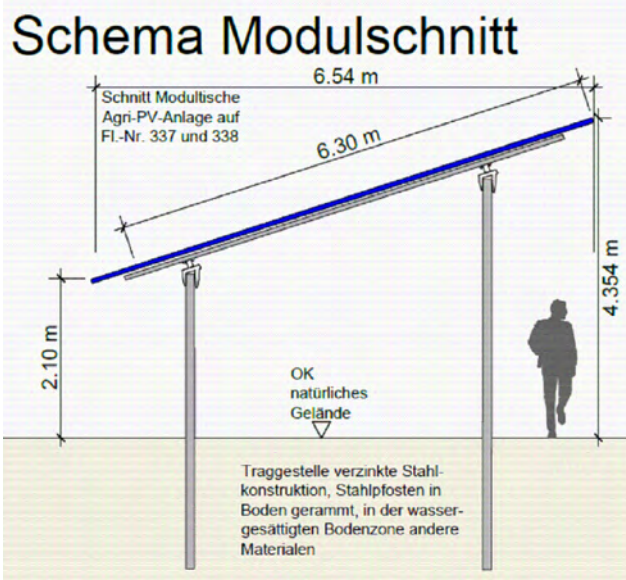 Schema Modulschnitt
6.54 m
Schnitt Modultische
Agri-PV-Anlage auf
Fl.-Nr. 337 und 338
6.30 m
4.354 m
2.10 m
OK
natürliches
Gelände
Traggestelle verzinkte Stahl-
konstruktion, Stahlpfosten in
Boden gerammt, in der wasser-
gesättigten Bodenzone andere
Materialen